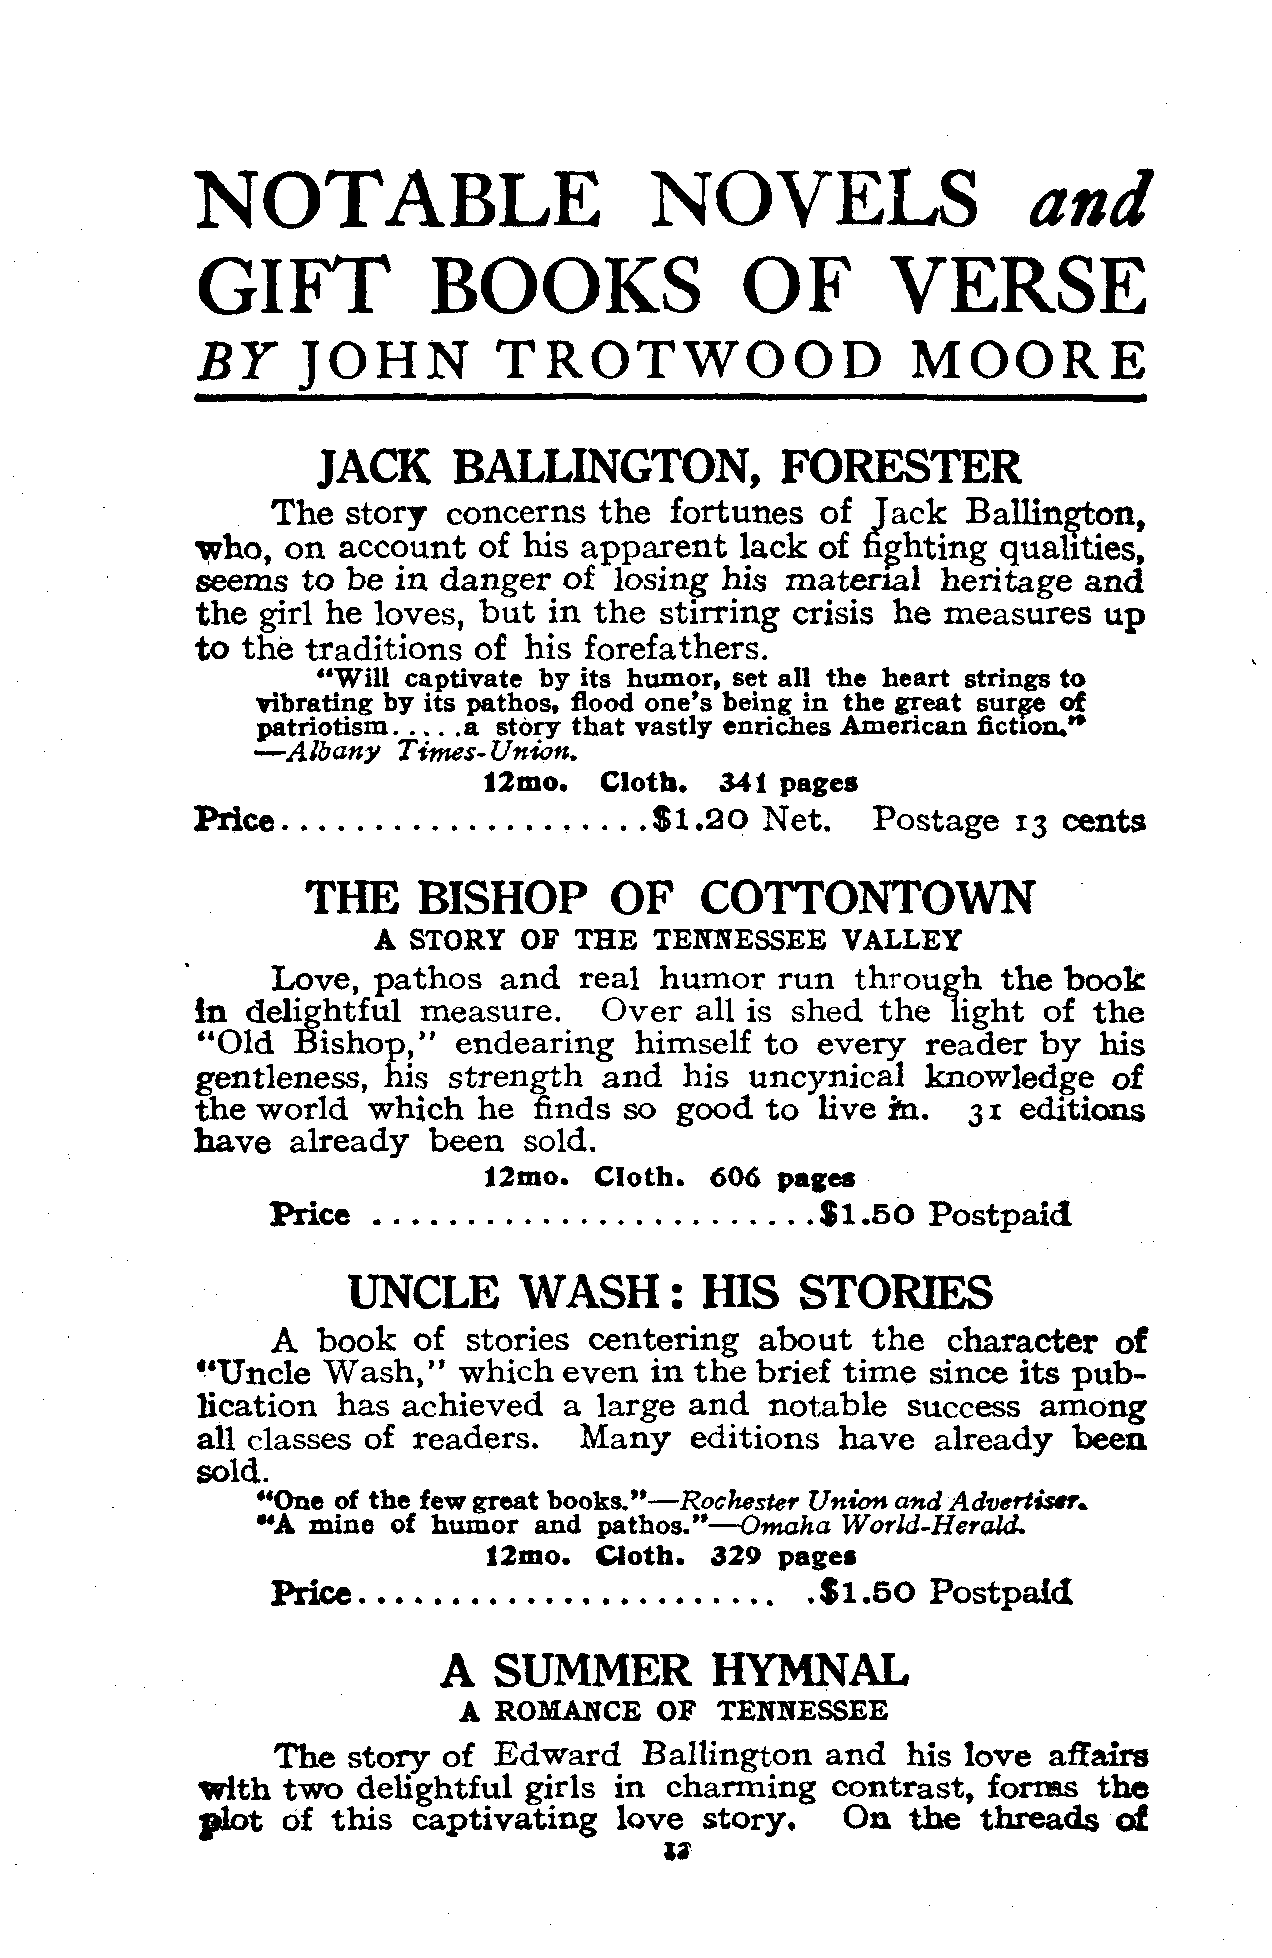 NOTABLE NOVELS and
GIFT BOOKS OF VERSE
BY JOHN TROTWOOD MOORE
JACK BALLINGTON, FORESTER
The story concerns the fortunes of Jack Ballington,
who, on account of his apparent lack of fighting qualities,
seems to be in danger of losing his material heritage and
the girl he loves, but in the stirring crisis he measures up
to the traditions of his forefathers.
"Will captivate by its humor, set all the heart strings to
vibrating by its pathos, flood one's being in the great surge of
patriotism.....a story that vastly enriches American fiction."
—Albany Times-Union.
12mo. Cloth. 341 pages
Price.....................$1.20 Net. Postage 13 cents
THE BISHOP OF COTTONTOWN
A STORY OF THE TENNESSEE VALLEY
Love, pathos and real humor run through the book
in delightful measure. Over all is shed the light of the
"Old Bishop," endearing himself to every reader by his
gentleness, his strength and his uncynical knowledge of
the world which he finds so good to live in. 31 editions
have already been sold.
12mo. Cloth. 606 pages
Price .........................$1.50 Postpaid
UNCLE WASH: HIS STORIES
A book of stories centering about the character of
"Uncle Wash," which even in the brief time since its pub-
lication has achieved a large and notable success among
all classes of readers. Many editions have already been
sold.
"One of the few great books."—Rochester Union and Advertiser.
"A mine of humor and pathos."—Omaha World-Herald.
12mo. Cloth. 329 pages
Price....................... .$1.50 Postpaid
A SUMMER HYMNAL
A ROMANCE OF TENNESSEE
The story of Edward Ballington and his love affairs
with two delightful girls in charming contrast, forms the
plot of this captivating love story. On the threads of